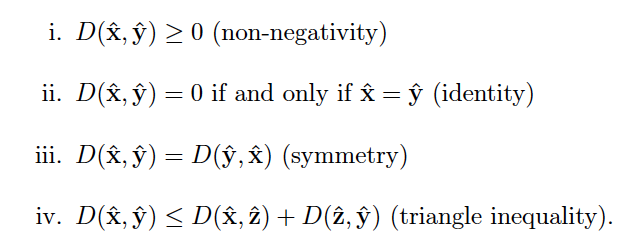 i. D(x̂, ŷ) ≥ 0 (non-negativity)
ii. D(x̂, ŷ) = 0 if and only if x̂ = ŷ (identity)
iii. D(x̂, ŷ) = D(ŷ, x̂) (symmetry)
iv. D(x̂, ŷ) ≤ D(x̂, ẑ) + D(ẑ, ŷ) (triangle inequality).